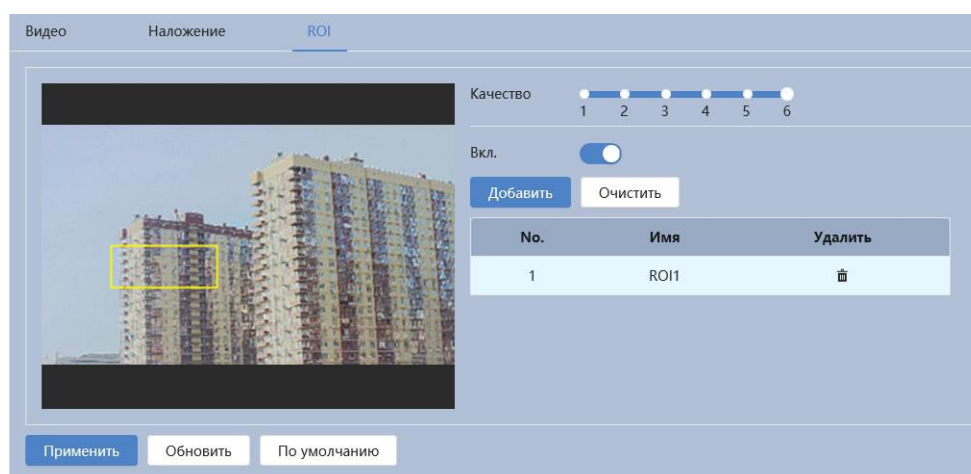 Видео Наложение ROI
Качество
1 2 3 4 5 6
Вкл.
Добавить Очистить
No. Имя Удалить
1 ROI1
Применить Обновить По умолчанию